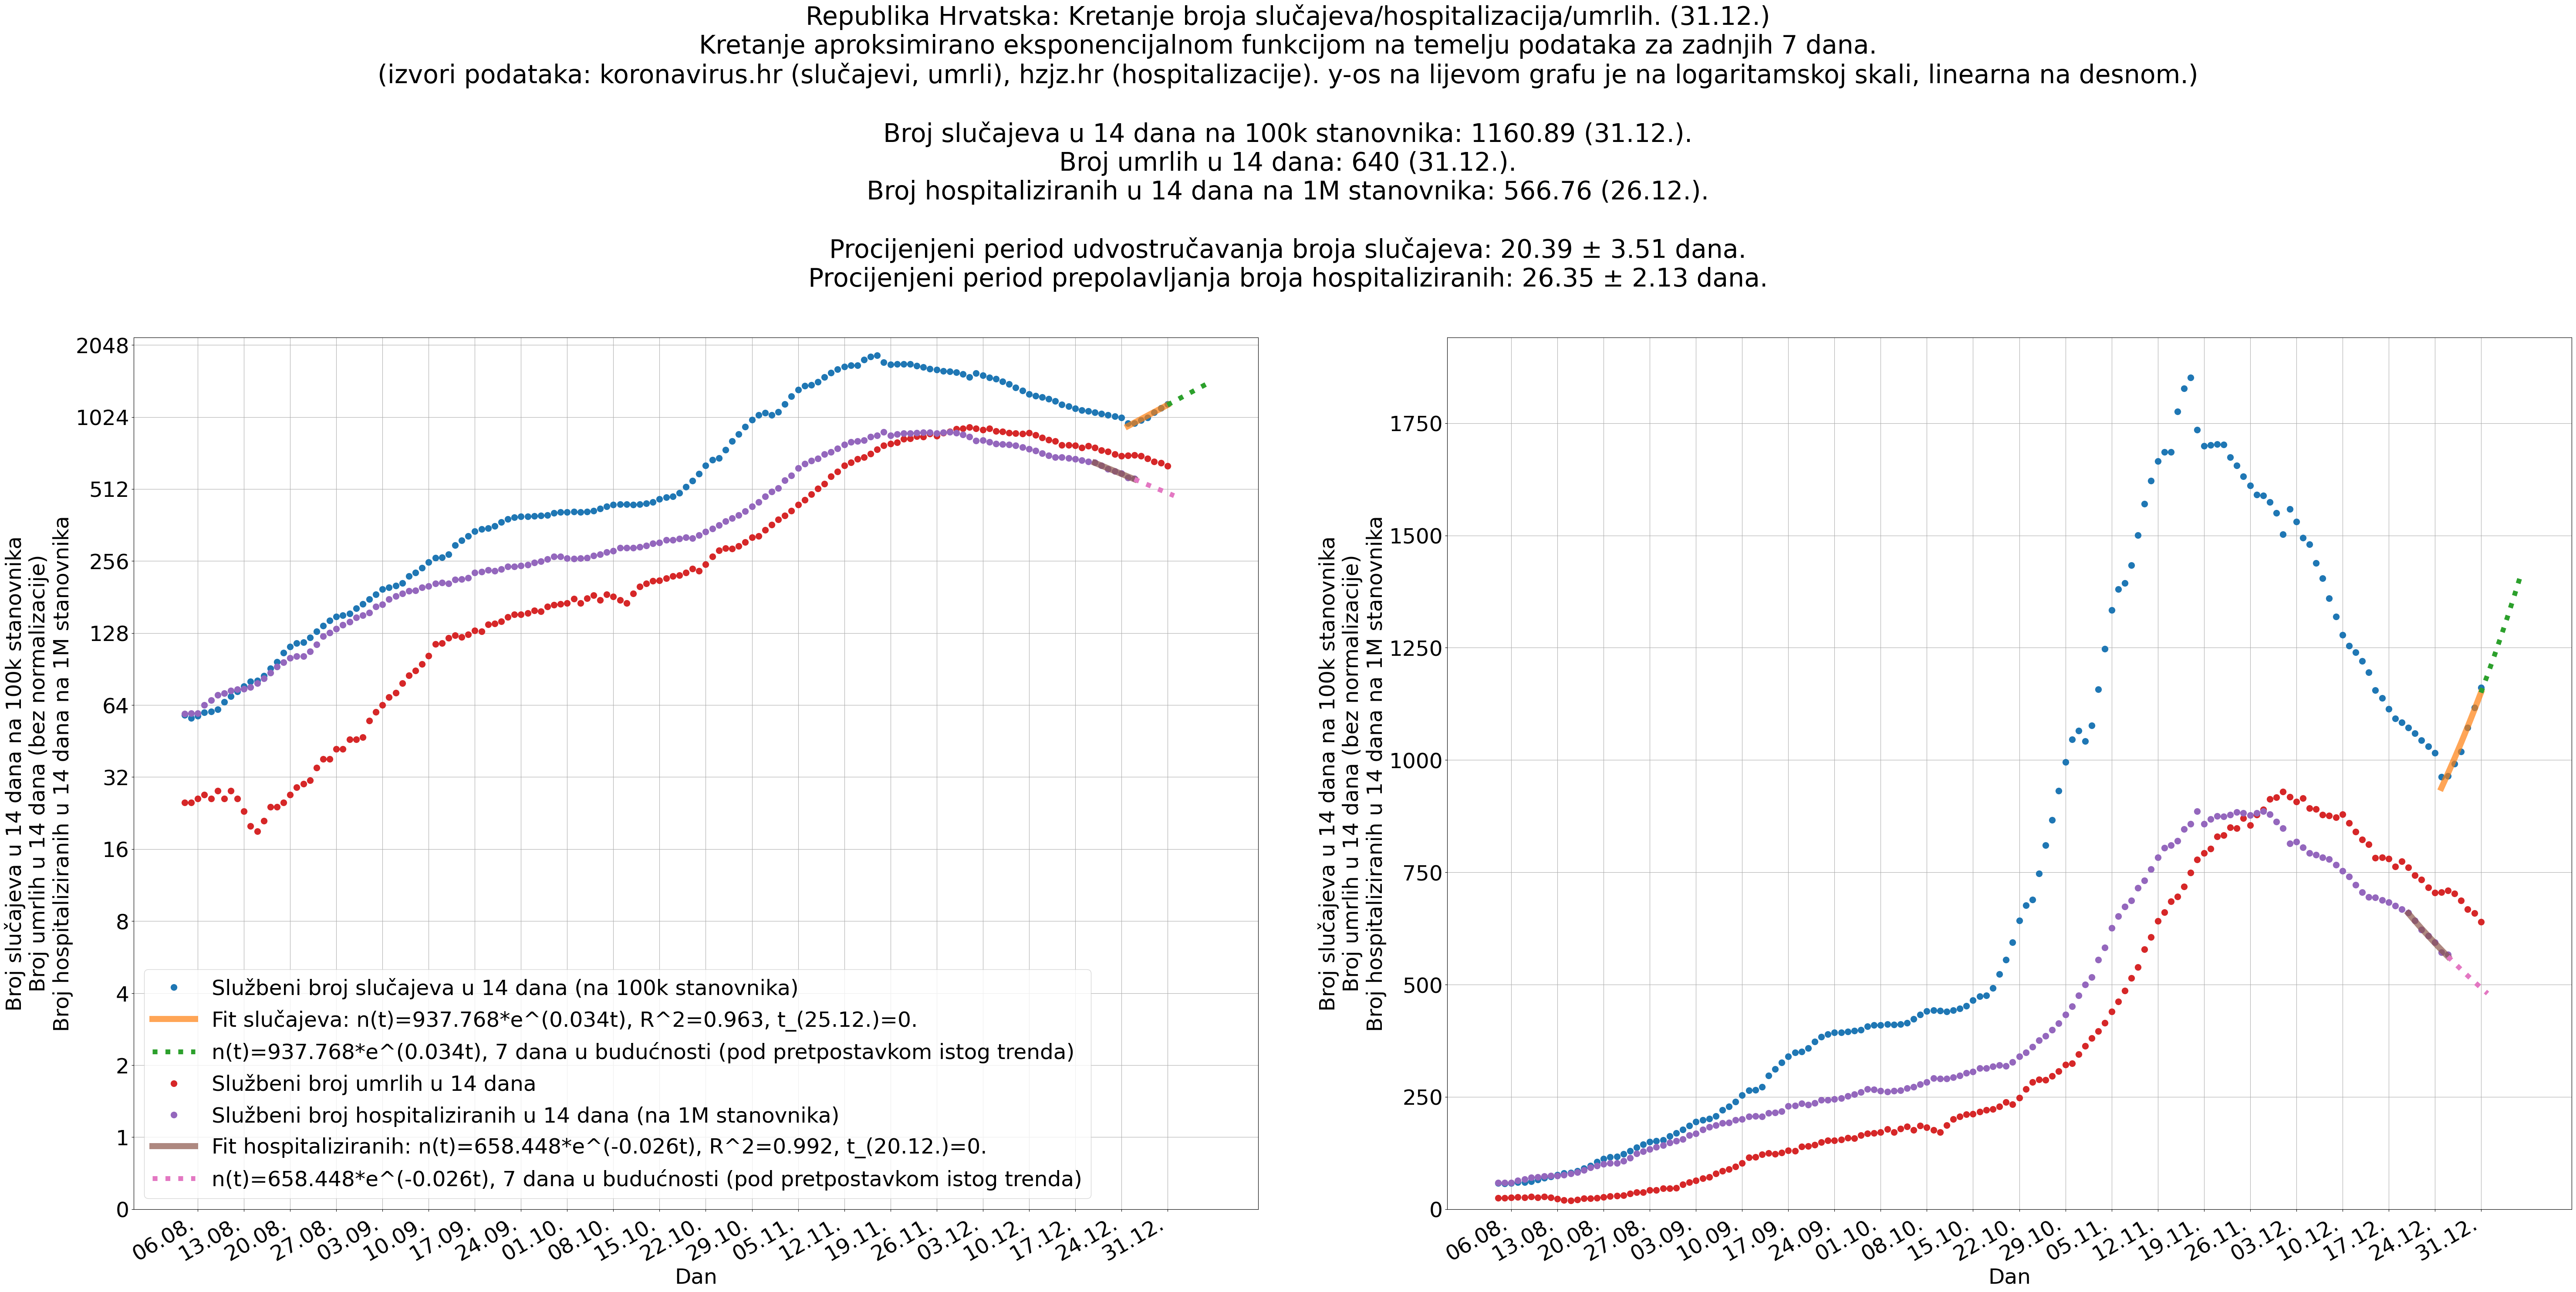 Republika Hrvatska: Kretanje broja slučajeva/hospitalizacija/umrlih. (31.12.)
Kretanje aproksimirano eksponencijalnom funkcijom na temelju podataka za zadnjih 7 dana.
(izvori podataka: koronavirus.hr (slučajevi, umrli), hzjz.hr (hospitalizacije). y-os na lijevom grafu je na logaritamskoj skali, linearna na desnom.)
Broj slučajeva u 14 dana na 100k stanovnika: 1160.89 (31.12.).
Broj umrlih u 14 dana: 640 (31.12.).
Broj hospitaliziranih u 14 dana na 1M stanovnika: 566.76 (26.12.).
Procijenjeni period udvostručavanja broja slučajeva: 20.39 ± 3.51 dana.
Procijenjeni period prepolavljanja broja hospitaliziranih: 26.35 ± 2.13 dana.
Broj slučajeva u 14 dana na 100k stanovnika
Broj umrlih u 14 dana (bez normalizacije)
Broj hospitaliziranih u 14 dana na 1M stanovnika
2048
1024
512
256
128
64
32
16
8
4
2
1
0
Službeni broj slučajeva u 14 dana (na 100k stanovnika)
Fit slučajeva: n(t)=937.768*e^(0.034t), R^2=0.963, t_(25.12.)=0.
n(t)=937.768*e^(0.034t), 7 dana u budućnosti (pod pretpostavkom istog trenda)
Službeni broj umrlih u 14 dana
Službeni broj hospitaliziranih u 14 dana (na 1M stanovnika)
Fit hospitaliziranih: n(t)=658.448*e^(-0.026t), R^2=0.992, t_(20.12.)=0.
n(t)=658.448*e^(-0.026t), 7 dana u budućnosti (pod pretpostavkom istog trenda)
06.08. 13.08. 20.08. 27.08. 03.09. 10.09. 17.09. 24.09. 01.10. 08.10. 15.10. 22.10. 29.10. 05.11. 12.11. 19.11. 26.11. 03.12. 10.12. 17.12. 24.12. 31.12.
Dan
Broj slučajeva u 14 dana na 100k stanovnika
Broj umrlih u 14 dana (bez normalizacije)
Broj hospitaliziranih u 14 dana na 1M stanovnika
1750
1500
1250
1000
750
500
250
0
06.08. 13.08. 20.08. 27.08. 03.09. 10.09. 17.09. 24.09. 01.10. 08.10. 15.10. 22.10. 29.10. 05.11. 12.11. 19.11. 26.11. 03.12. 10.12. 17.12. 24.12. 31.12.
Dan